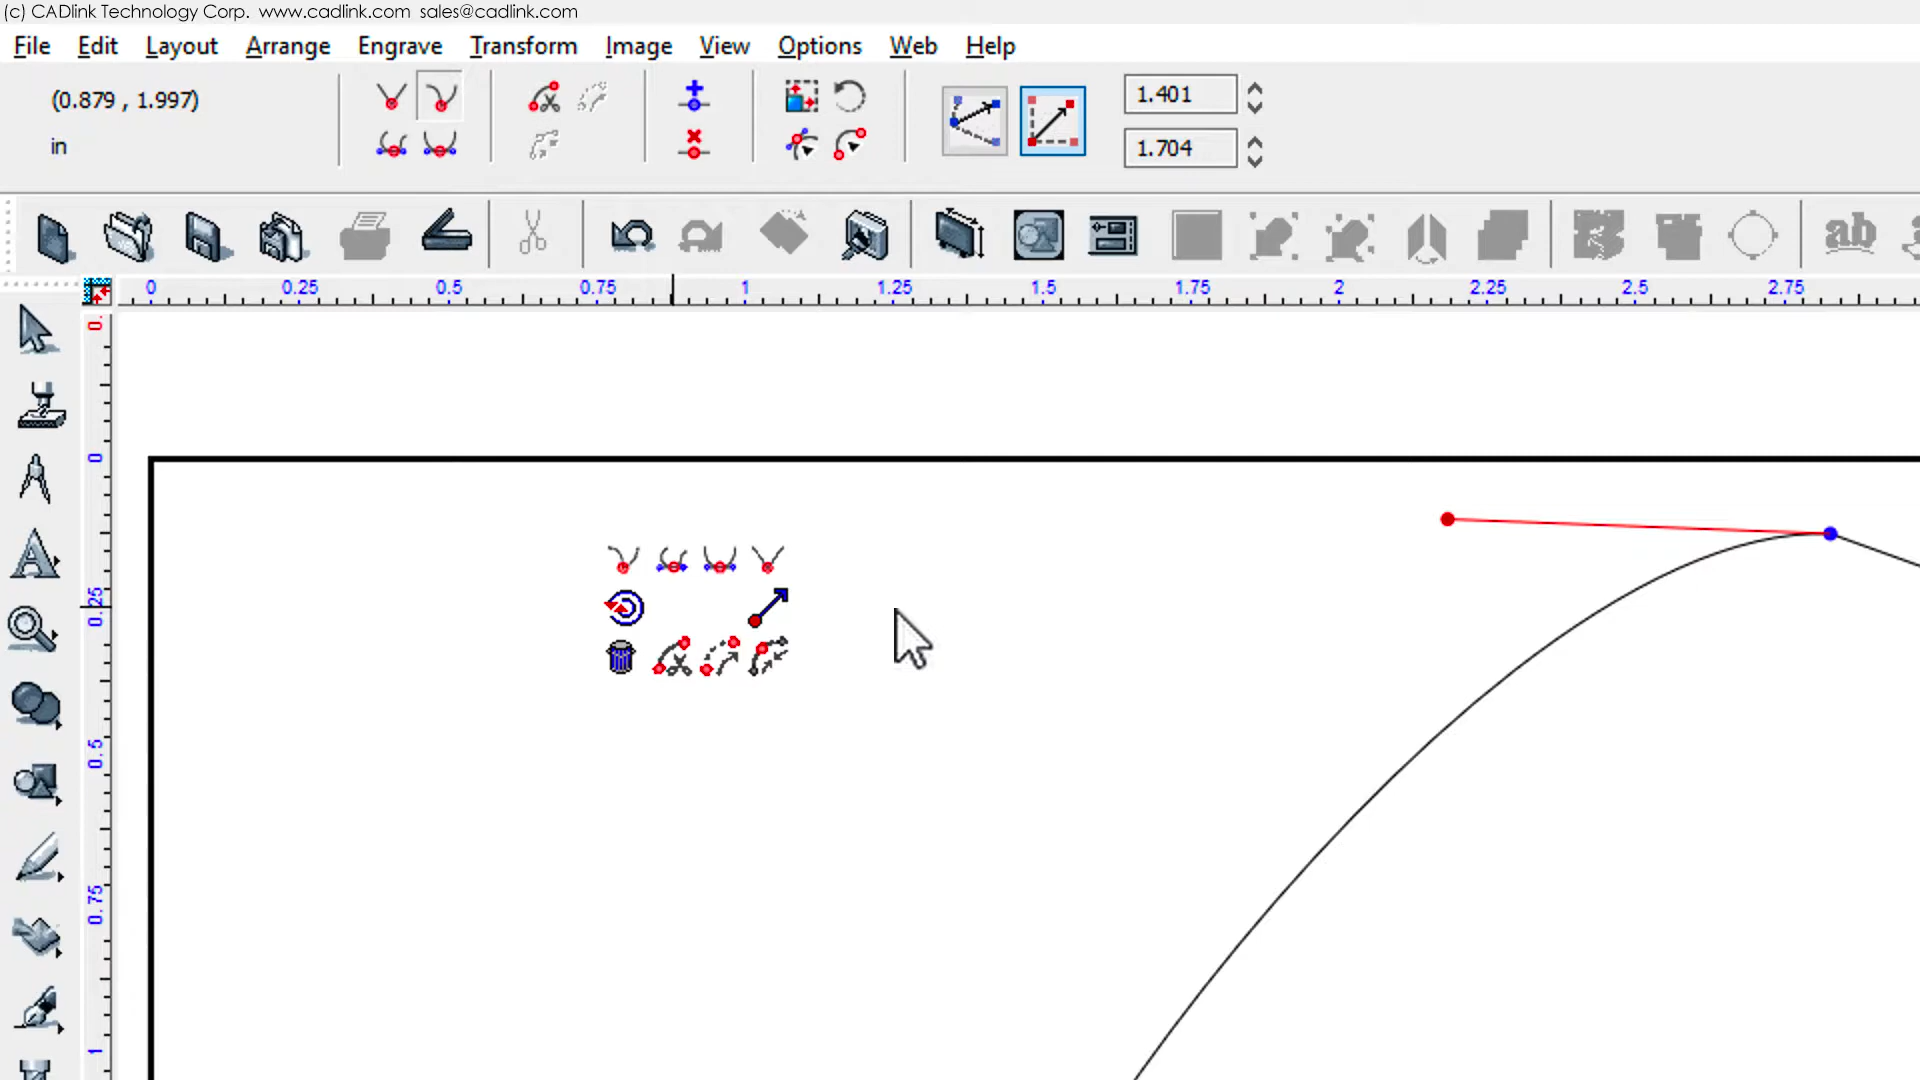 (c) CADlink Technology Corp.  www.cadlink.com  sales@cadlink.com
File Edit Layout Arrange Engrave Transform Image View Options Web Help
(0.879 , 1.997)
in
1.401
1.704
ab
0 0.25 0.5 0.75 1 1.25 1.5 1.75 2 2.25 2.5 2.75
0.
0
0.25
0.5
0.75
1